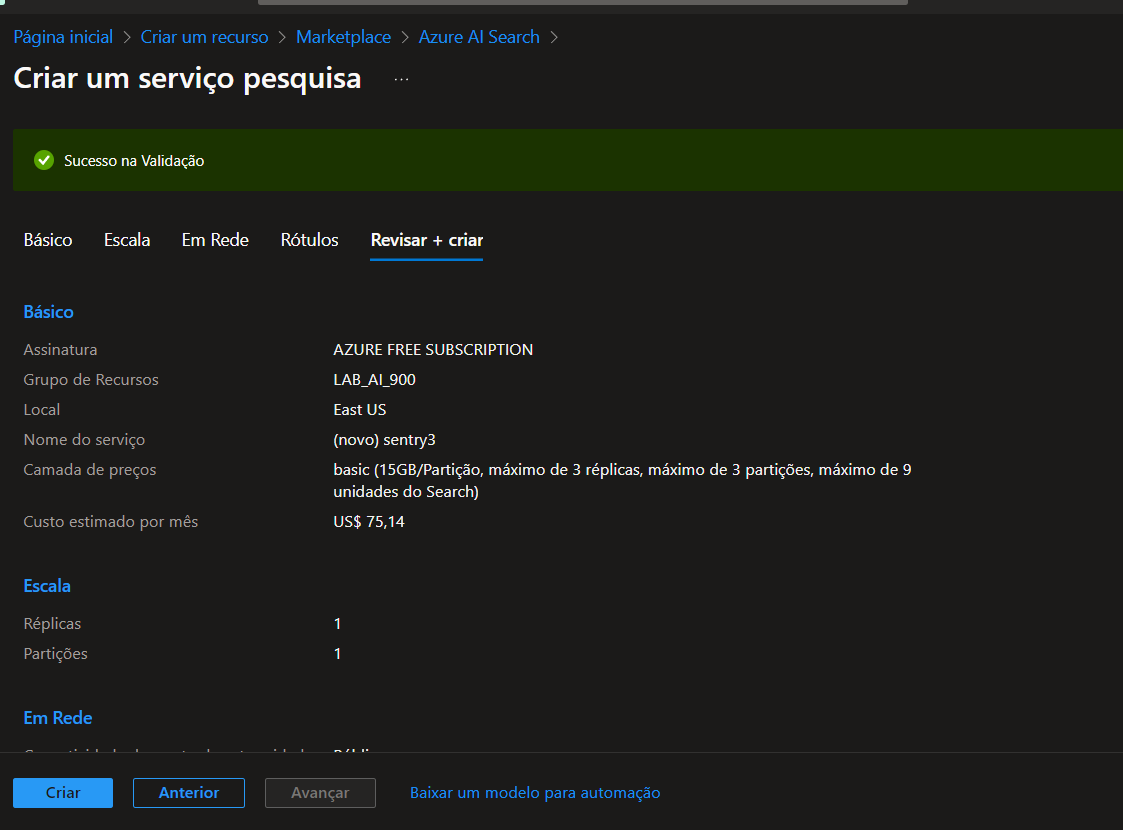 Página inicial > Criar um recurso > Marketplace > Azure AI Search >
Criar um serviço pesquisa ...
Sucesso na Validação
Básico Escala Em Rede Rótulos Revisar + criar
Básico
Assinatura AZURE FREE SUBSCRIPTION
Grupo de Recursos LAB_AI_900
Local East US
Nome do serviço (novo) sentry3
Camada de preços basic (15GB/Partição, máximo de 3 réplicas, máximo de 3 partições, máximo de 9
unidades do Search)
Custo estimado por mês US$ 75,14
Escala
Réplicas 1
Partições 1
Em Rede
Criar Anterior Avançar Baixar um modelo para automação